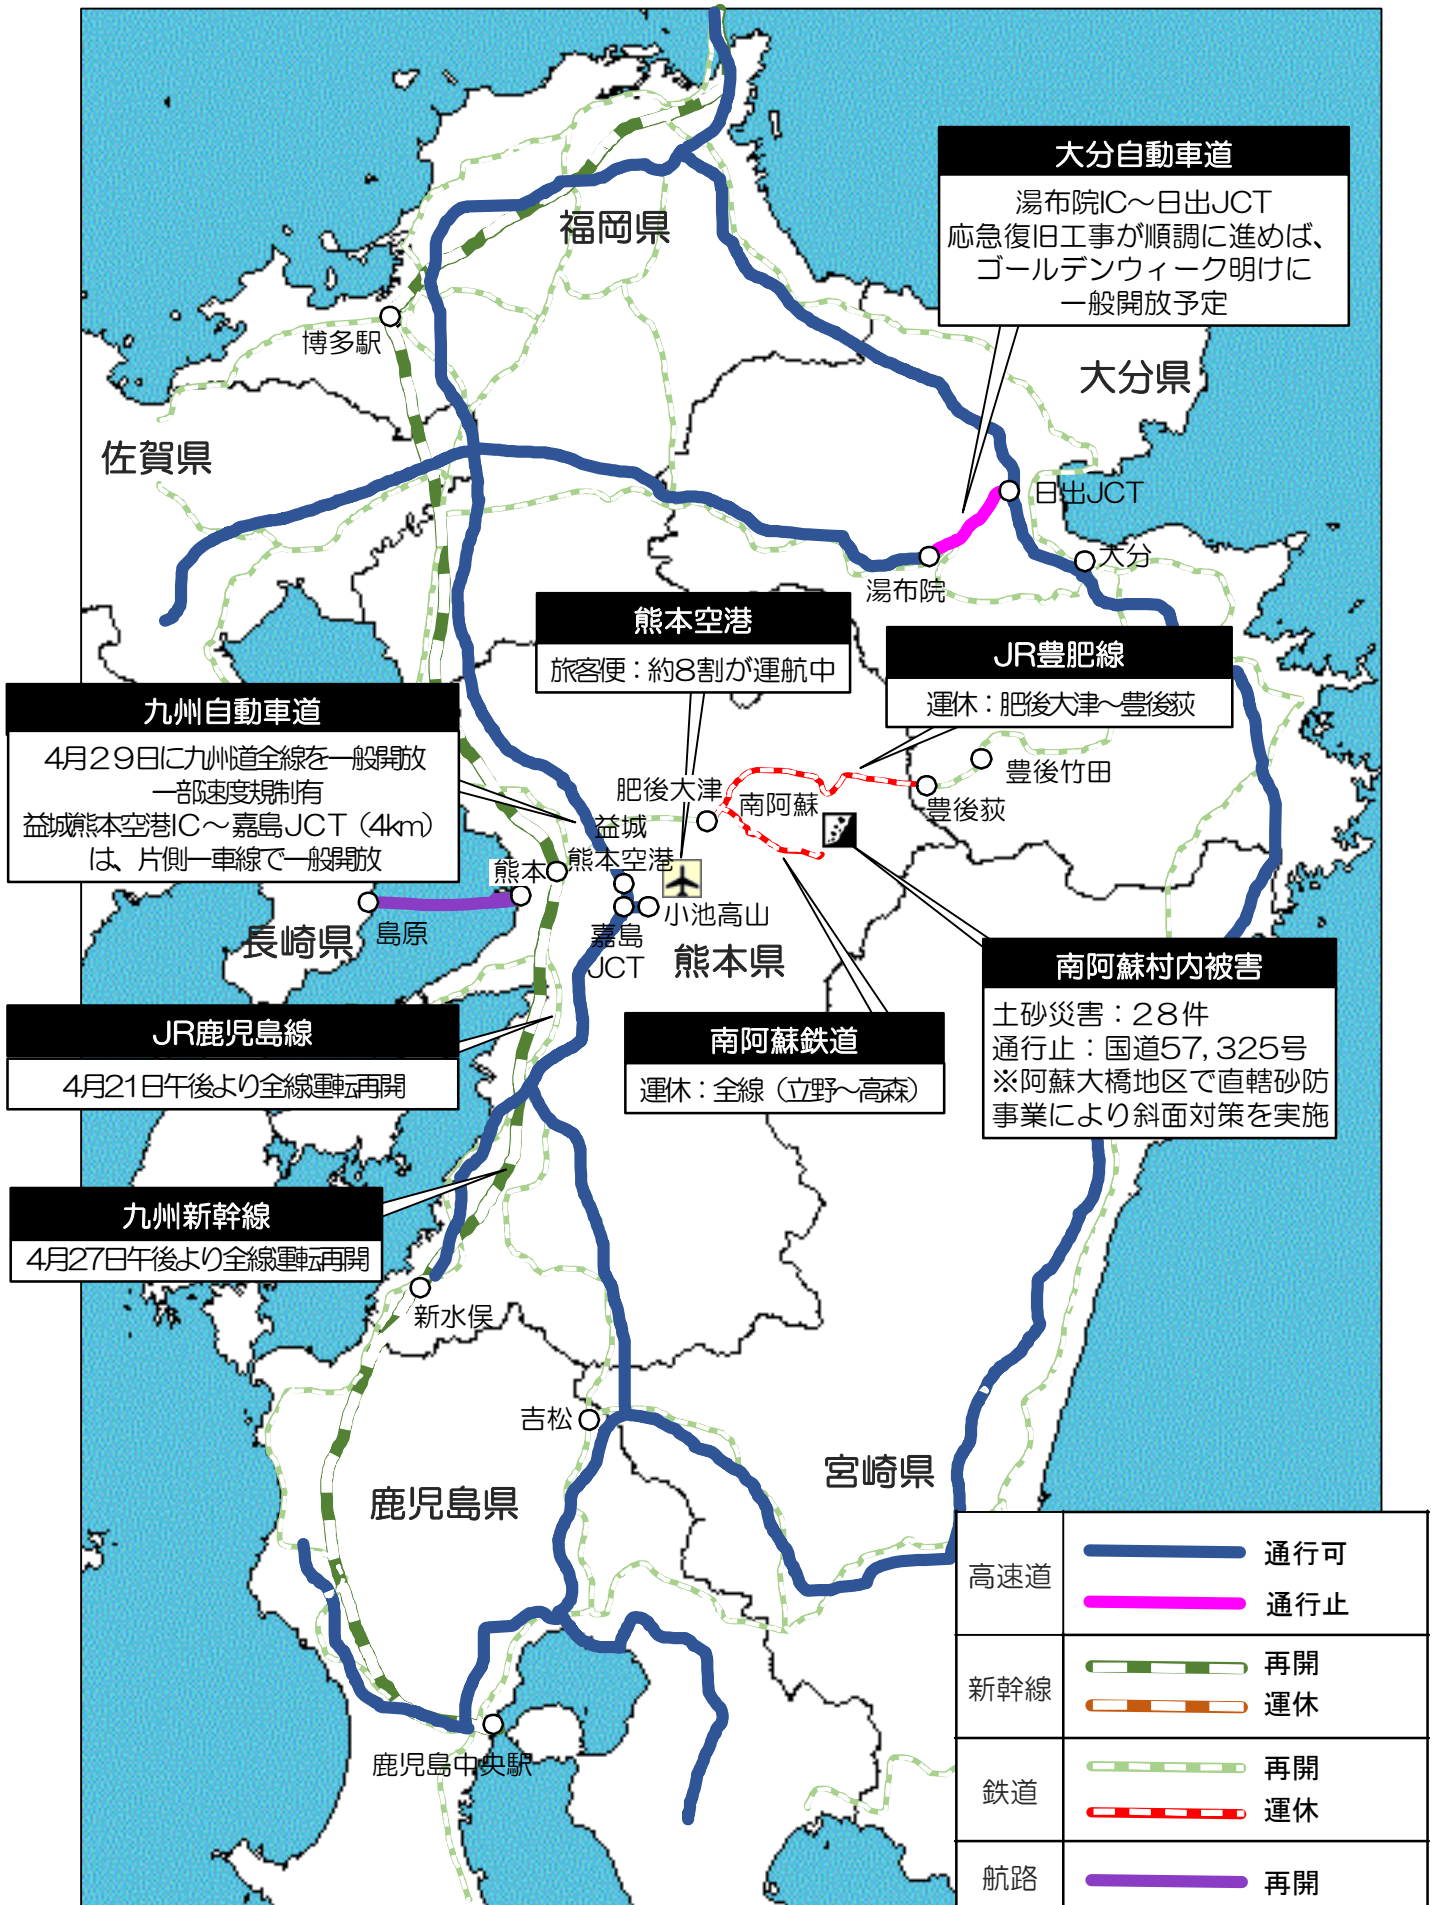 大分自動車道
湯布院IC～日出JCT
応急復旧工事が順調に進めば、
ゴールデンウィーク明けに
一般開放予定
福岡県
博多駅
大分県
佐賀県
日出JCT
大分
湯布院
熊本空港
旅客便：約8割が運航中
JR豊肥線
運休：肥後大津～豊後荻
九州自動車道
4月29日に九州道全線を一般開放
一部速度規制有
益城熊本空港IC～嘉島JCT（4km）
は、片側一車線で一般開放
豊後竹田
豊後荻
肥後大津
南阿蘇
益城
熊本空港
熊本
小池高山
島原
嘉島
JCT
長崎県
熊本県
南阿蘇村内被害
土砂災害：28件
通行止：国道57,325号
※阿蘇大橋地区で直轄砂防
事業により斜面対策を実施
JR鹿児島線
4月21日午後より全線運転再開
南阿蘇鉄道
運休：全線（立野～高森）
九州新幹線
4月27日午後より全線運転再開
新水俣
吉松
宮崎県
鹿児島県
鹿児島中央駅
高速道
通行可
通行止
新幹線
再開
運休
鉄道
再開
運休
航路
再開